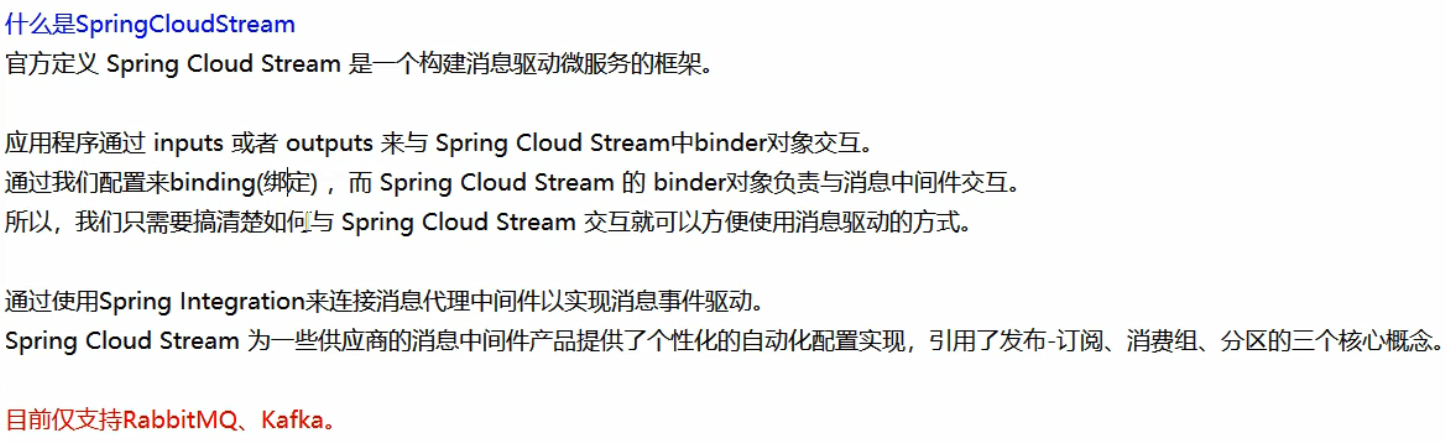 什么是SpringCloudStream
官方定义 Spring Cloud Stream 是一个构建消息驱动微服务的框架。
应用程序通过 inputs 或者 outputs 来与 Spring Cloud Stream中binder对象交互。
通过我们配置来binding(绑定) ，而 Spring Cloud Stream 的 binder对象负责与消息中间件交互。
所以，我们只需要搞清楚如何与 Spring Cloud Stream 交互就可以方便使用消息驱动的方式。
通过使用Spring Integration来连接消息代理中间件以实现消息事件驱动。
Spring Cloud Stream 为一些供应商的消息中间件产品提供了个性化的自动化配置实现，引用了发布-订阅、消费组、分区的三个核心概念。
目前仅支持RabbitMQ、Kafka。